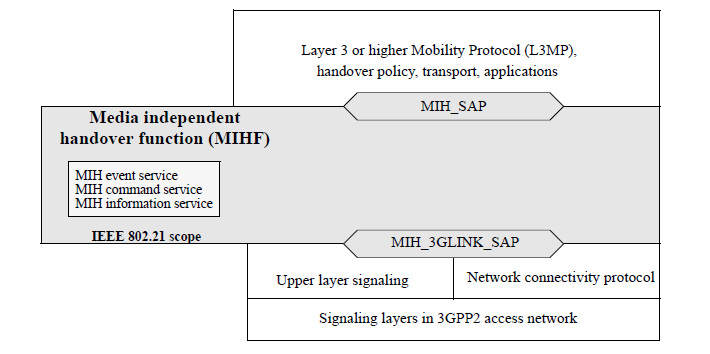 Layer 3 or higher Mobility Protocol (L3MP),
handover policy, transport, applications
MIH_SAP
Media independent
handover function (MIHF)
MIH event service
MIH command service
MIH information service
IEEE 802.21 scope
MIH_3GLINK_SAP
Upper layer signaling
Network connectivity protocol
Signaling layers in 3GPP2 access network